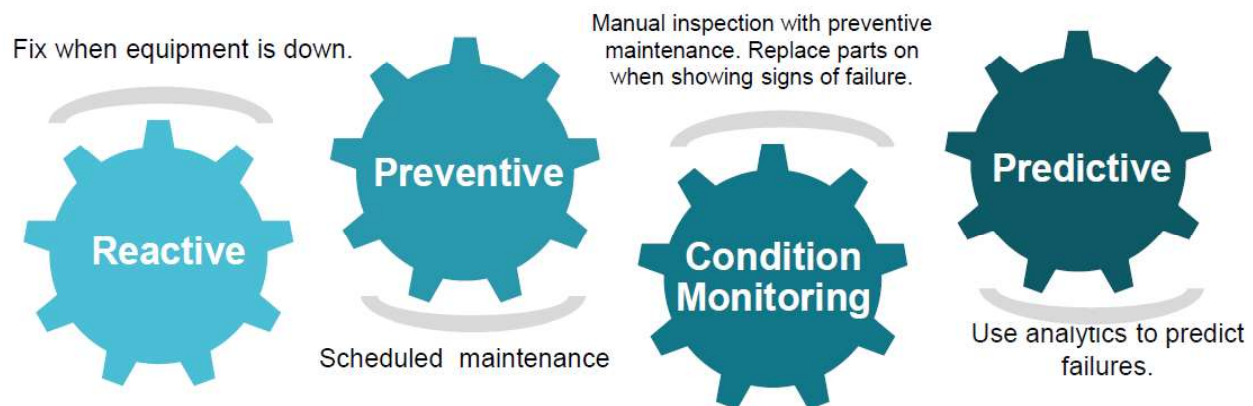 Fix when equipment is down.
Reactive
Preventive
Scheduled maintenance
Manual inspection with preventive
maintenance. Replace parts on
when showing signs of failure.
Condition
Monitoring
Predictive
Use analytics to predict
failures.